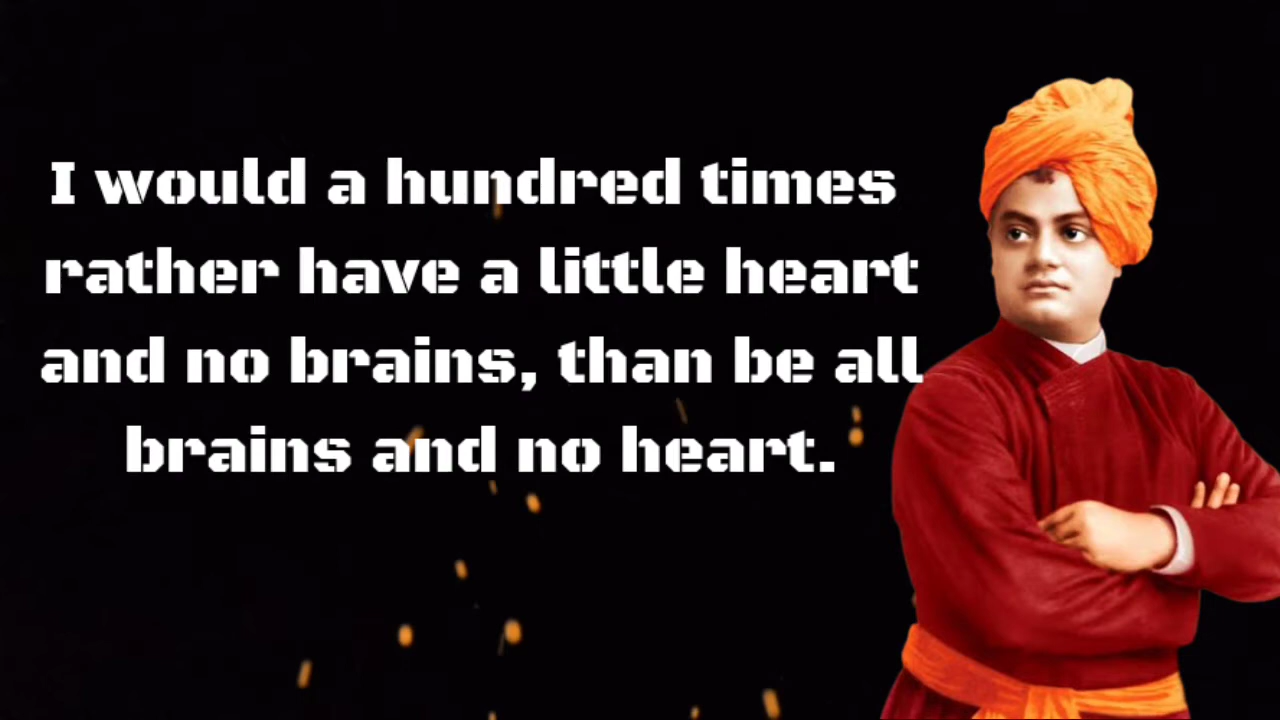 I would a hundred times
rather have a little heart
and no brains, than be all
brains and no heart.